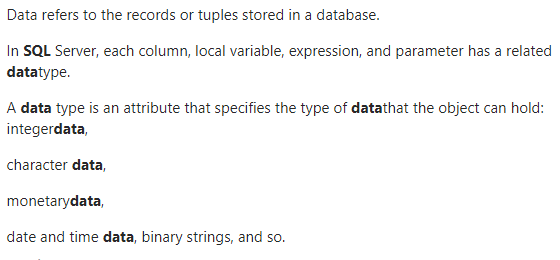 Data refers to the records or tuples stored in a database.
In SQL Server, each column, local variable, expression, and parameter has a related
datatype.
A data type is an attribute that specifies the type of datathat the object can hold:
integerdata,
character data,
monetarydata,
date and time data, binary strings, and so.